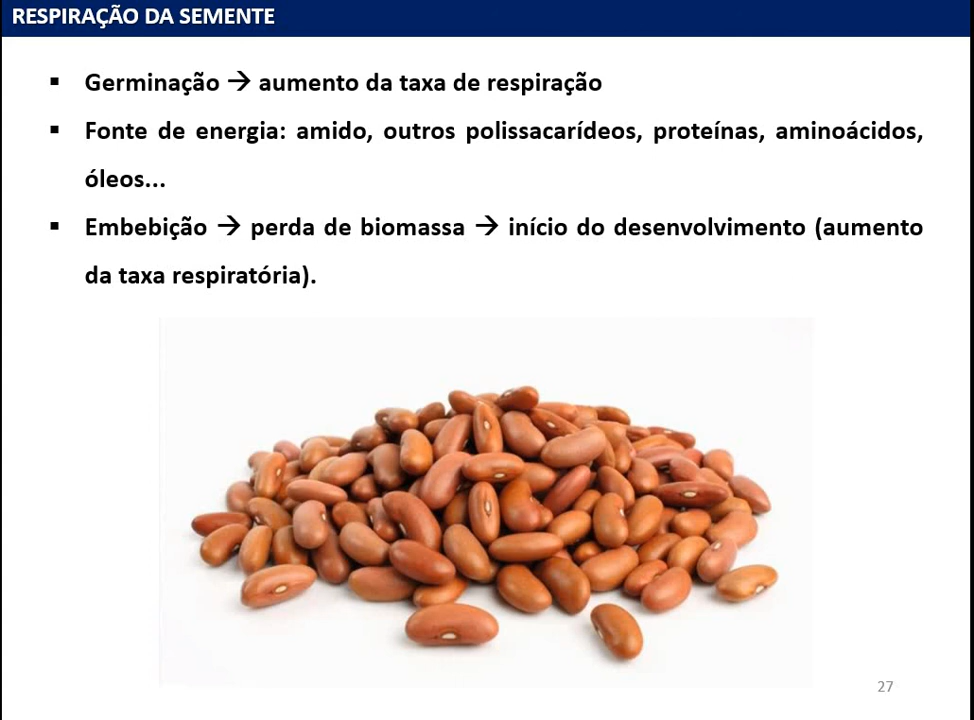 RESPIRAÇÃO DA SEMENTE
▪ Germinação → aumento da taxa de respiração
▪ Fonte de energia: amido, outros polissacarídeos, proteínas, aminoácidos,
óleos...
▪ Embebição → perda de biomassa → início do desenvolvimento (aumento
da taxa respiratória).
27